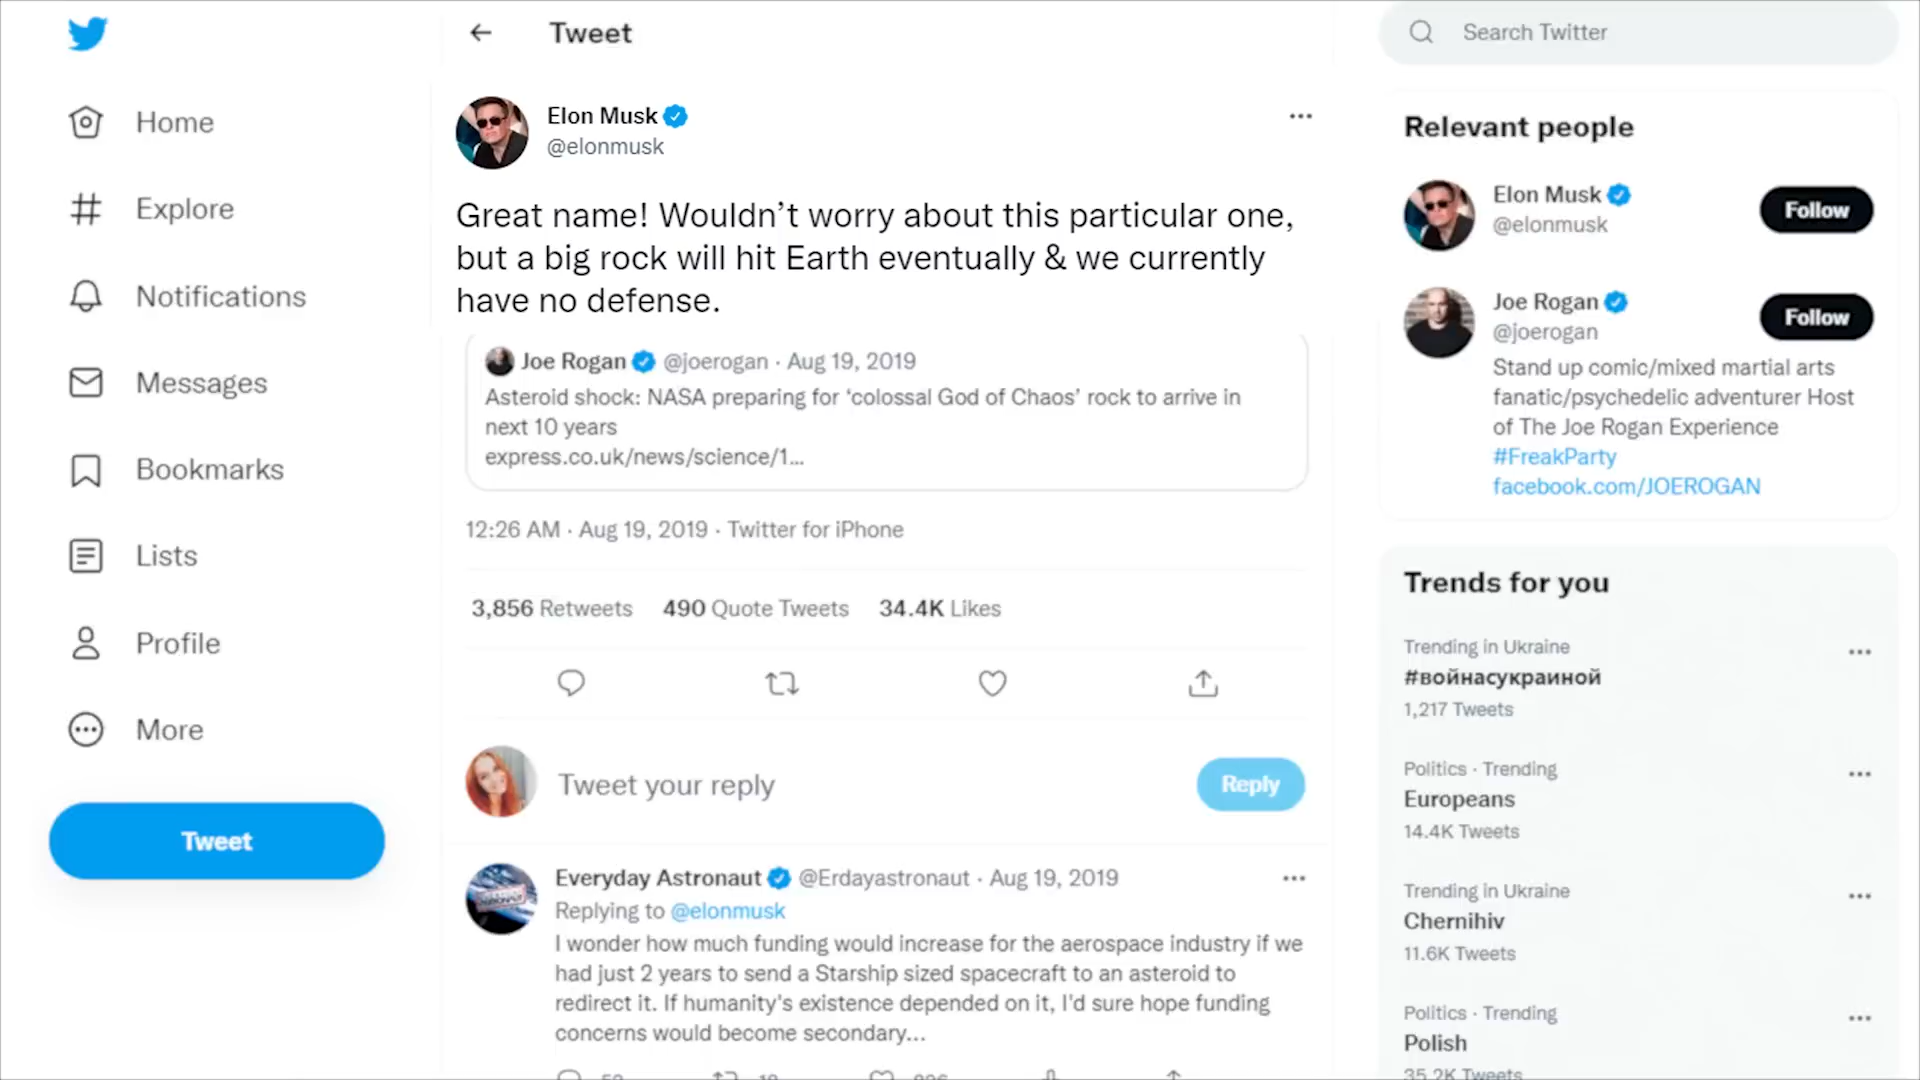 Tweet
Search Twitter
Home
Explore
Notifications
Messages
Bookmarks
Lists
Profile
More
Tweet
Elon Musk
@elonmusk
Great name! Wouldn’t worry about this particular one,
but a big rock will hit Earth eventually & we currently
have no defense.
Joe Rogan @joerogan · Aug 19, 2019
Asteroid shock: NASA preparing for ‘colossal God of Chaos’ rock to arrive in
next 10 years
express.co.uk/news/science/1...
12:26 AM · Aug 19, 2019 · Twitter for iPhone
3,856 Retweets 490 Quote Tweets 34.4K Likes
Tweet your reply
Reply
Everyday Astronaut @Erdayastronaut · Aug 19, 2019
Replying to @elonmusk
I wonder how much funding would increase for the aerospace industry if we
had just 2 years to send a Starship sized spacecraft to an asteroid to
redirect it. If humanity's existence depended on it, I'd sure hope funding
concerns would become secondary...
Relevant people
Elon Musk
@elonmusk
Follow
Joe Rogan
@joerogan
Follow
Stand up comic/mixed martial arts
fanatic/psychedelic adventurer Host
of The Joe Rogan Experience
#FreakParty
facebook.com/JOEROGAN
Trends for you
Trending in Ukraine
#войнасукраиной
1,217 Tweets
Politics · Trending
Europeans
14.4K Tweets
Trending in Ukraine
Chernihiv
11.6K Tweets
Politics · Trending
Polish
35.2K Tweets